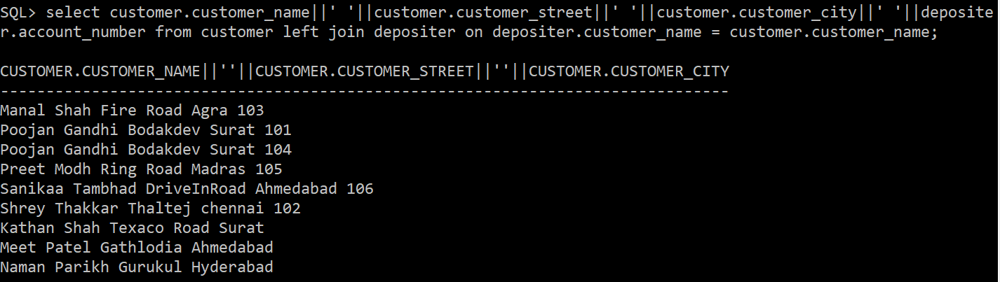 SQL> select customer.customer_name||' '||customer.customer_street||' '||customer.customer_city||' '||deposite
r.account_number from customer left join depositer on depositer.customer_name = customer.customer_name;
CUSTOMER.CUSTOMER_NAME||''||CUSTOMER.CUSTOMER_STREET||''||CUSTOMER.CUSTOMER_CITY
--------------------------------------------------------------------------------
Manal Shah Fire Road Agra 103
Poojan Gandhi Bodakdev Surat 101
Poojan Gandhi Bodakdev Surat 104
Preet Modh Ring Road Madras 105
Sanikaa Tambhad DriveInRoad Ahmedabad 106
Shrey Thakkar Thaltej chennai 102
Kathan Shah Texaco Road Surat
Meet Patel Gathlodia Ahmedabad
Naman Parikh Gurukul Hyderabad